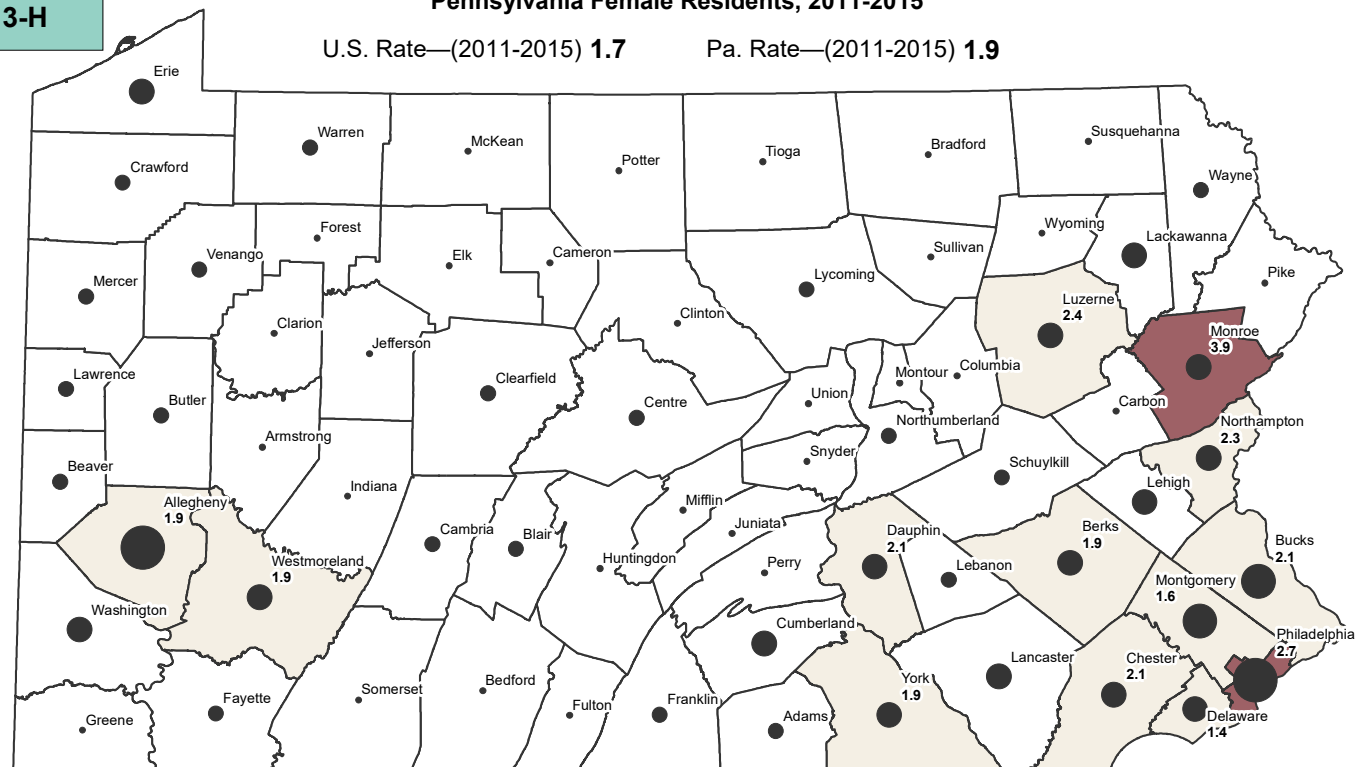 3-H
Pennsylvania Female Residents, 2011-2015
U.S. Rate—(2011-2015) 1.7
Pa. Rate—(2011-2015) 1.9
Erie
Warren
McKean
Potter
Tioga
Bradford
Susquehanna
Wayne
Crawford
Forest
Venango
Elk
Cameron
Sullivan
Wyoming
Lackawanna
Pike
Mercer
Lycoming
Luzerne
2.4
Clarion
Clinton
Jefferson
Monroe
3.9
Lawrence
Butler
Clearfield
Centre
Union
Montour
Columbia
Carbon
Northumberland
Northampton
2.3
Armstrong
Snyder
Beaver
Indiana
Schuylkill
Lehigh
Allegheny
1.9
Mifflin
Cambria
Blair
Juniata
Dauphin
2.1
Berks
1.9
Bucks
2.1
Westmoreland
1.9
Huntingdon
Perry
Lebanon
Montgomery
1.6
Washington
Cumberland
Philadelphia
2.7
Lancaster
Chester
2.1
York
1.9
Greene
Fayette
Somerset
Bedford
Fulton
Franklin
Adams
Delaware
1.4